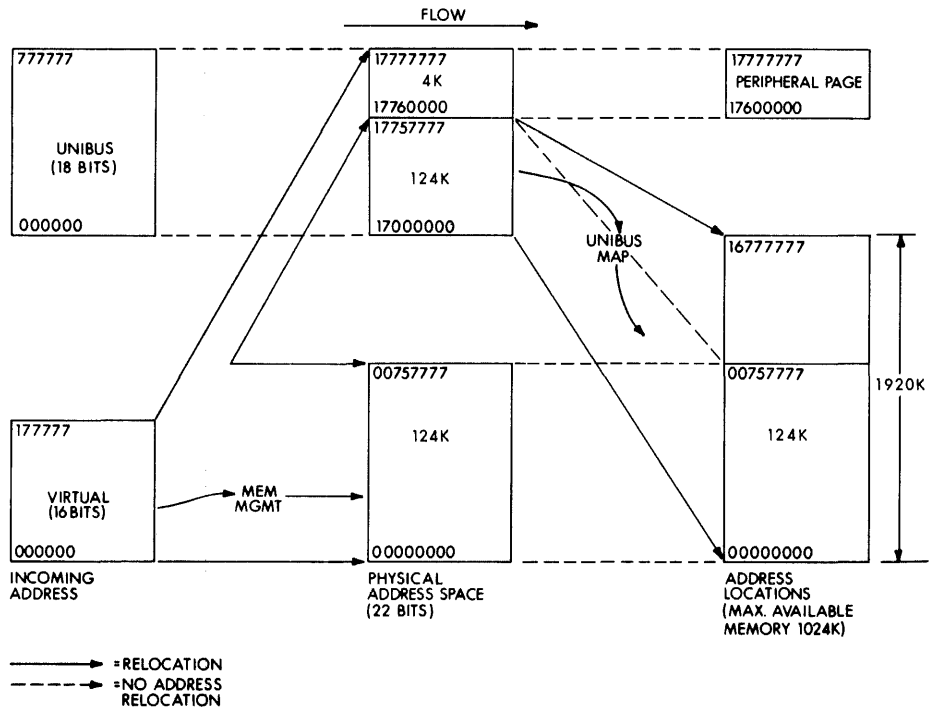 FLOW
777777
UNIBUS
(18 BITS)
000000
17777777
4K
17760000
17757777
124K
17000000
17777777
PERIPHERAL PAGE
17600000
UNIBUS
MAP
16777777
177777
VIRTUAL
(16 BITS)
000000
MEM
MGMT
00757777
124K
00000000
00757777
124K
00000000
1920K
INCOMING
ADDRESS
PHYSICAL
ADDRESS SPACE
(22 BITS)
ADDRESS
LOCATIONS
(MAX. AVAILABLE
MEMORY 1024K)
=RELOCATION
=NO ADDRESS
RELOCATION